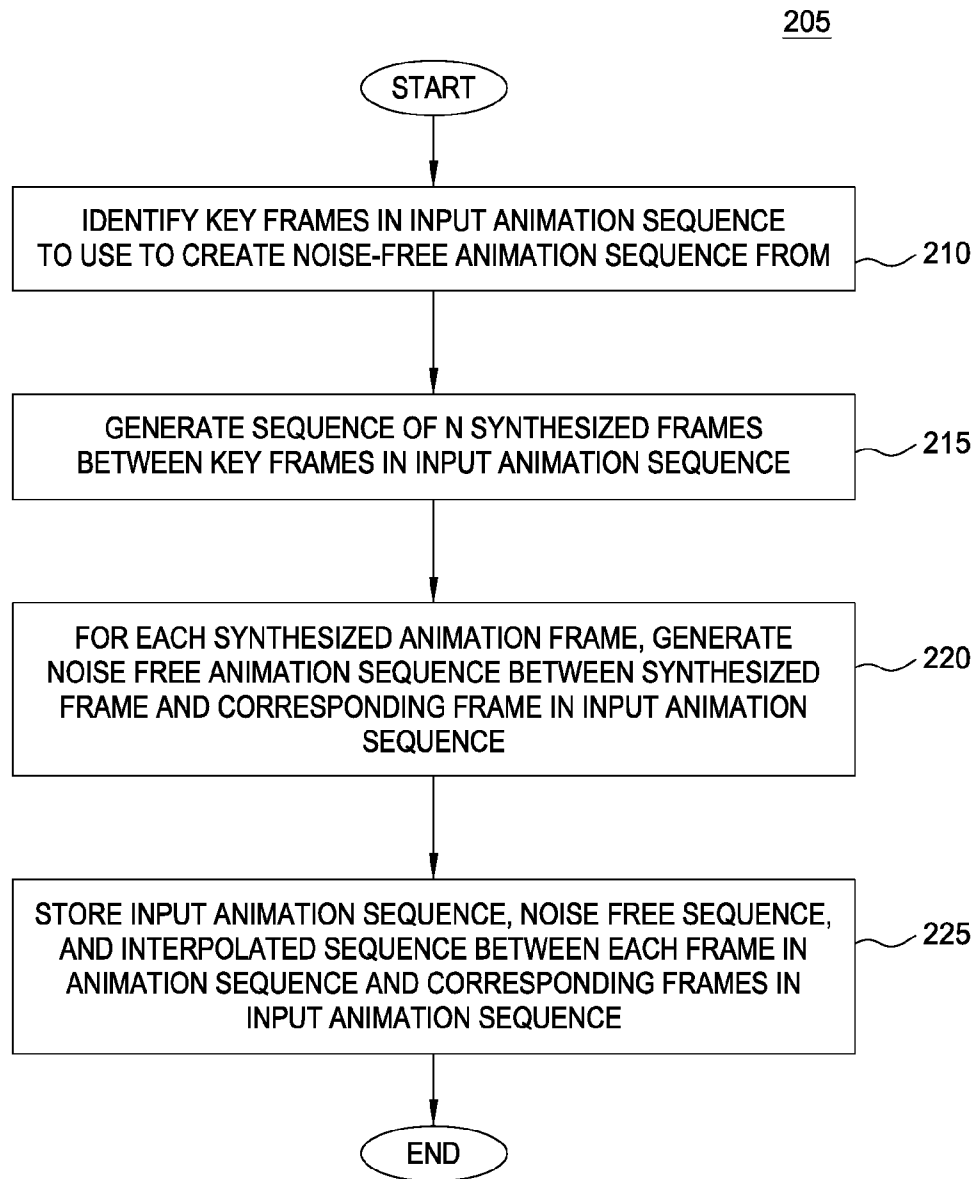 205
START
IDENTIFY KEY FRAMES IN INPUT ANIMATION SEQUENCE
TO USE TO CREATE NOISE-FREE ANIMATION SEQUENCE FROM
210
GENERATE SEQUENCE OF N SYNTHESIZED FRAMES
BETWEEN KEY FRAMES IN INPUT ANIMATION SEQUENCE
215
FOR EACH SYNTHESIZED ANIMATION FRAME, GENERATE
NOISE FREE ANIMATION SEQUENCE BETWEEN SYNTHESIZED
FRAME AND CORRESPONDING FRAME IN INPUT ANIMATION
SEQUENCE
220
STORE INPUT ANIMATION SEQUENCE, NOISE FREE SEQUENCE,
AND INTERPOLATED SEQUENCE BETWEEN EACH FRAME IN
ANIMATION SEQUENCE AND CORRESPONDING FRAMES IN
INPUT ANIMATION SEQUENCE
225
END